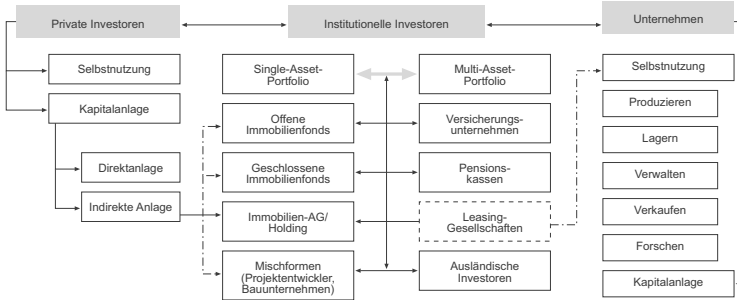 Private Investoren
Institutionelle Investoren
Unternehmen
Selbstnutzung
Kapitalanlage
Direktanlage
Indirekte Anlage
Single-Asset-
Portfolio
Offene
Immobilienfonds
Geschlossene
Immobilienfonds
Immobilien-AG/
Holding
Mischformen
(Projektentwickler,
Bauunternehmen)
Multi-Asset-
Portfolio
Versicherungs-
unternehmen
Pensions-
kassen
Leasing-
Gesellschaften
Ausländische
Investoren
Selbstnutzung
Produzieren
Lagern
Verwalten
Verkaufen
Forschen
Kapitalanlage